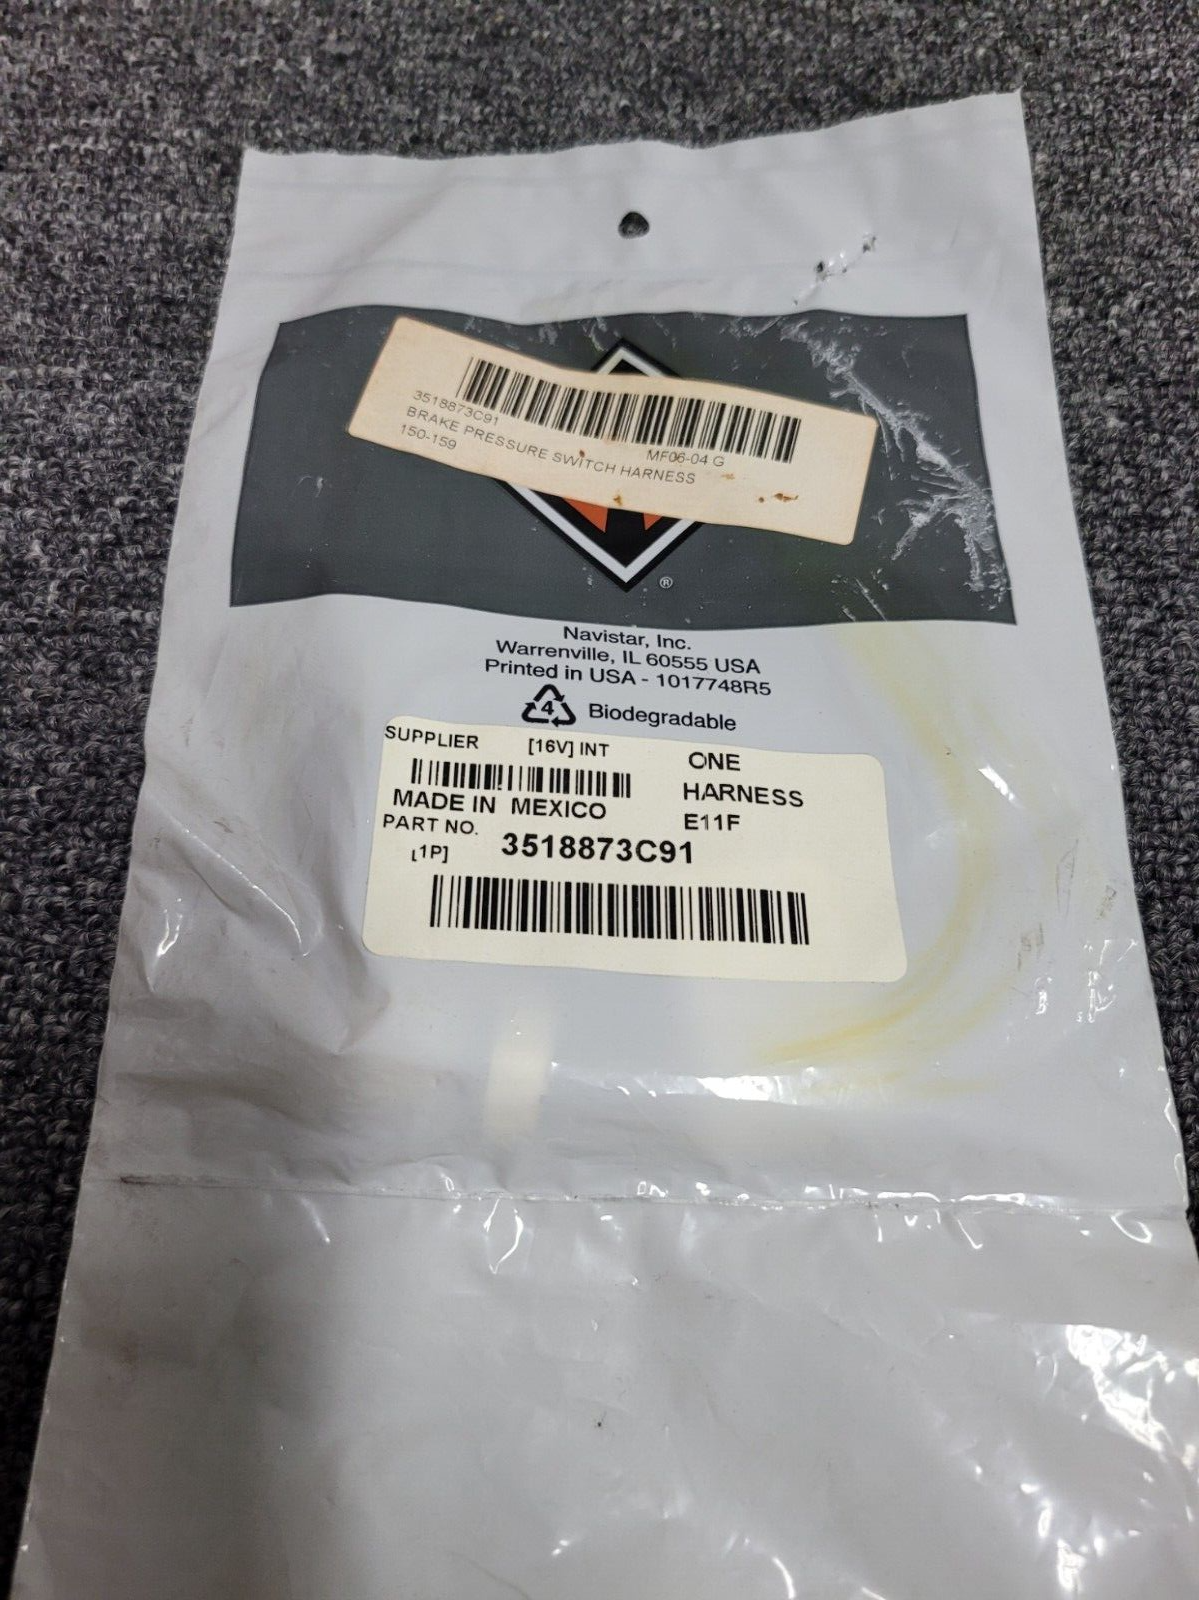 3518873C91
MF06-04 G
BRAKE PRESSURE SWITCH HARNESS
150-159
®
Navistar, Inc.
Warrenville, IL 60555 USA
Printed in USA - 1017748R5
4 Biodegradable
SUPPLIER [16V] INT
ONE
HARNESS
E11F
MADE IN MEXICO
PART NO. 3518873C91
[1P]